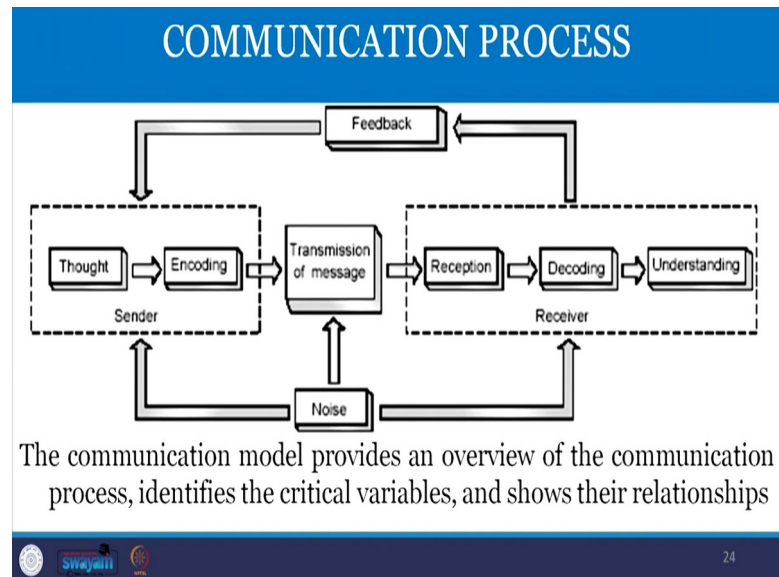 COMMUNICATION PROCESS
Feedback
Thought
Encoding
Transmission
of message
Reception
Decoding
Understanding
Sender
Receiver
Noise
The communication model provides an overview of the communication
process, identifies the critical variables, and shows their relationships
swayam
24